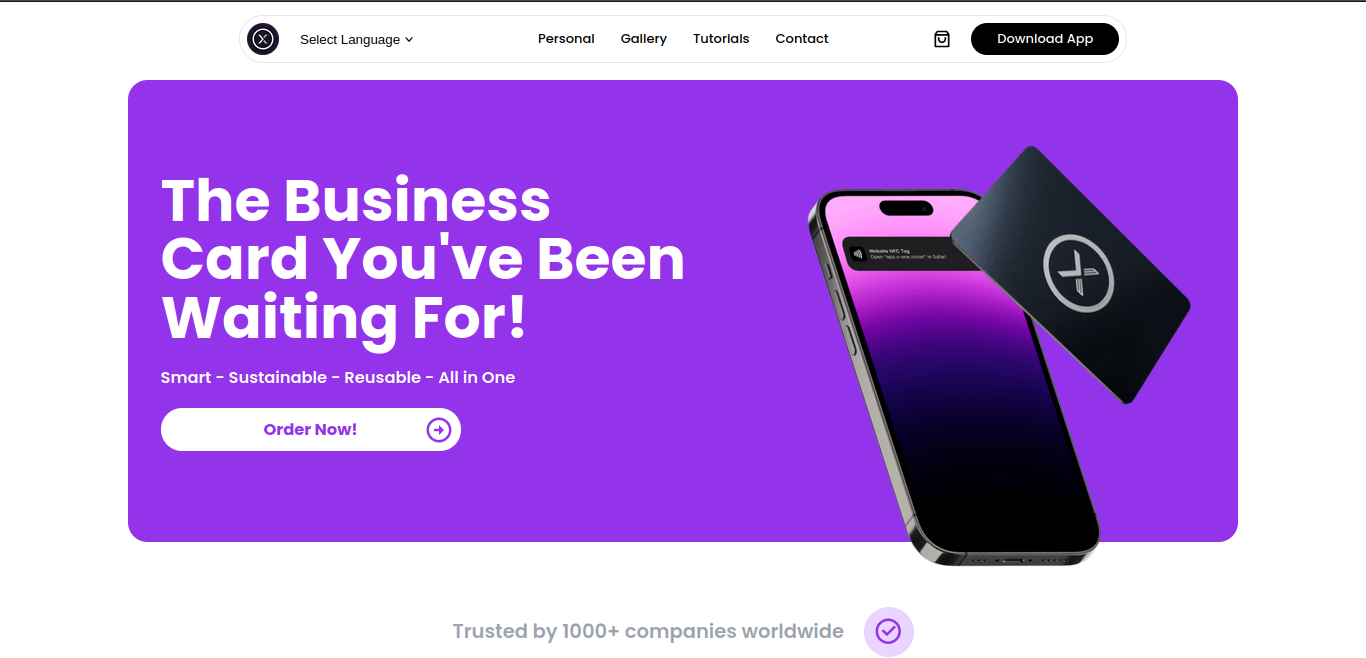 Select Language
Personal
Gallery
Tutorials
Contact
Download App
The Business
Card You've Been
Waiting For!
Smart - Sustainable - Reusable - All in One
Order Now!
Website NFC Tag
Open "app.x-one.vision" in Safari
Trusted by 1000+ companies worldwide